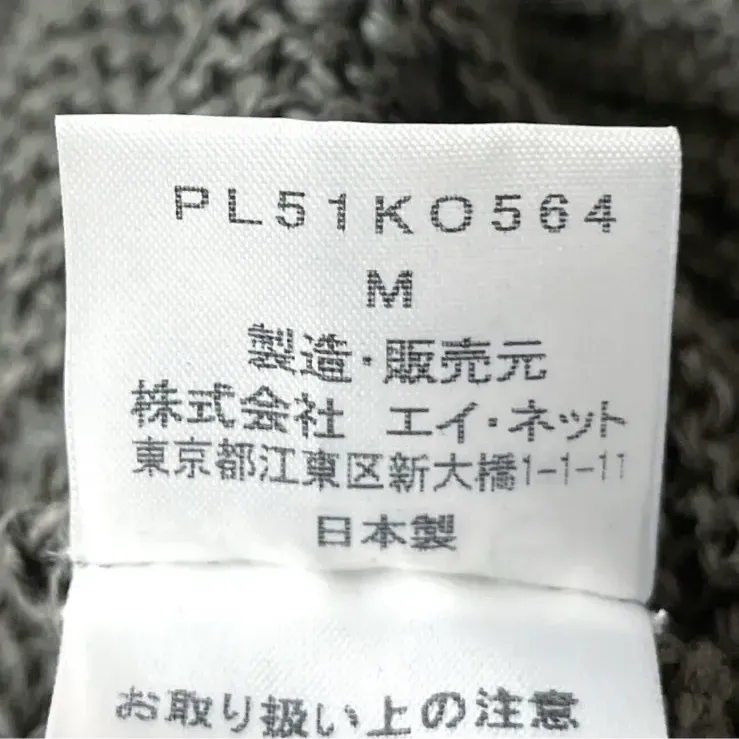 PL51KO564
M
製造・販売元
株式会社 エイ・ネット
東京都江東区新大橋1-1-11
日本製
お取り扱い上の注意